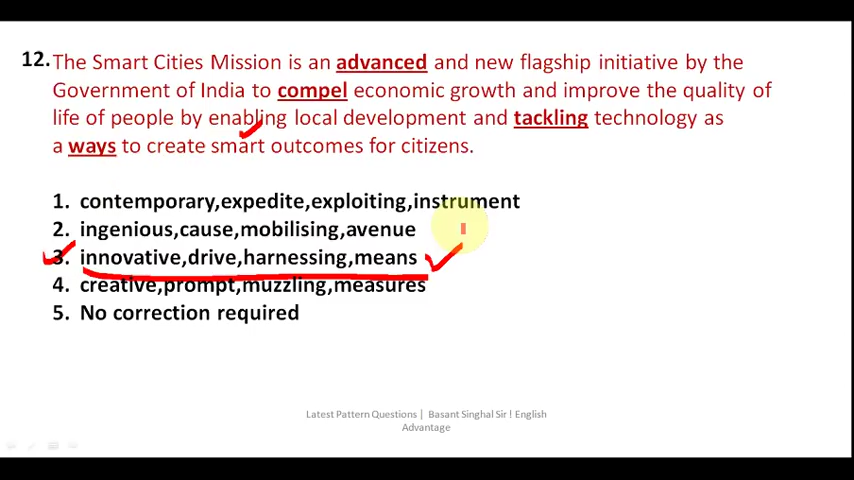 12. The Smart Cities Mission is an advanced and new flagship initiative by the
Government of India to compel economic growth and improve the quality of
life of people by enabling local development and tackling technology as
a ways to create smart outcomes for citizens.
1. contemporary,expedite,exploiting,instrument
2. ingenious,cause,mobilising,avenue
3. innovative,drive,harnessing,means
4. creative,prompt,muzzling,measures
5. No correction required
Latest Pattern Questions | Basant Singhal Sir ! English
Advantage